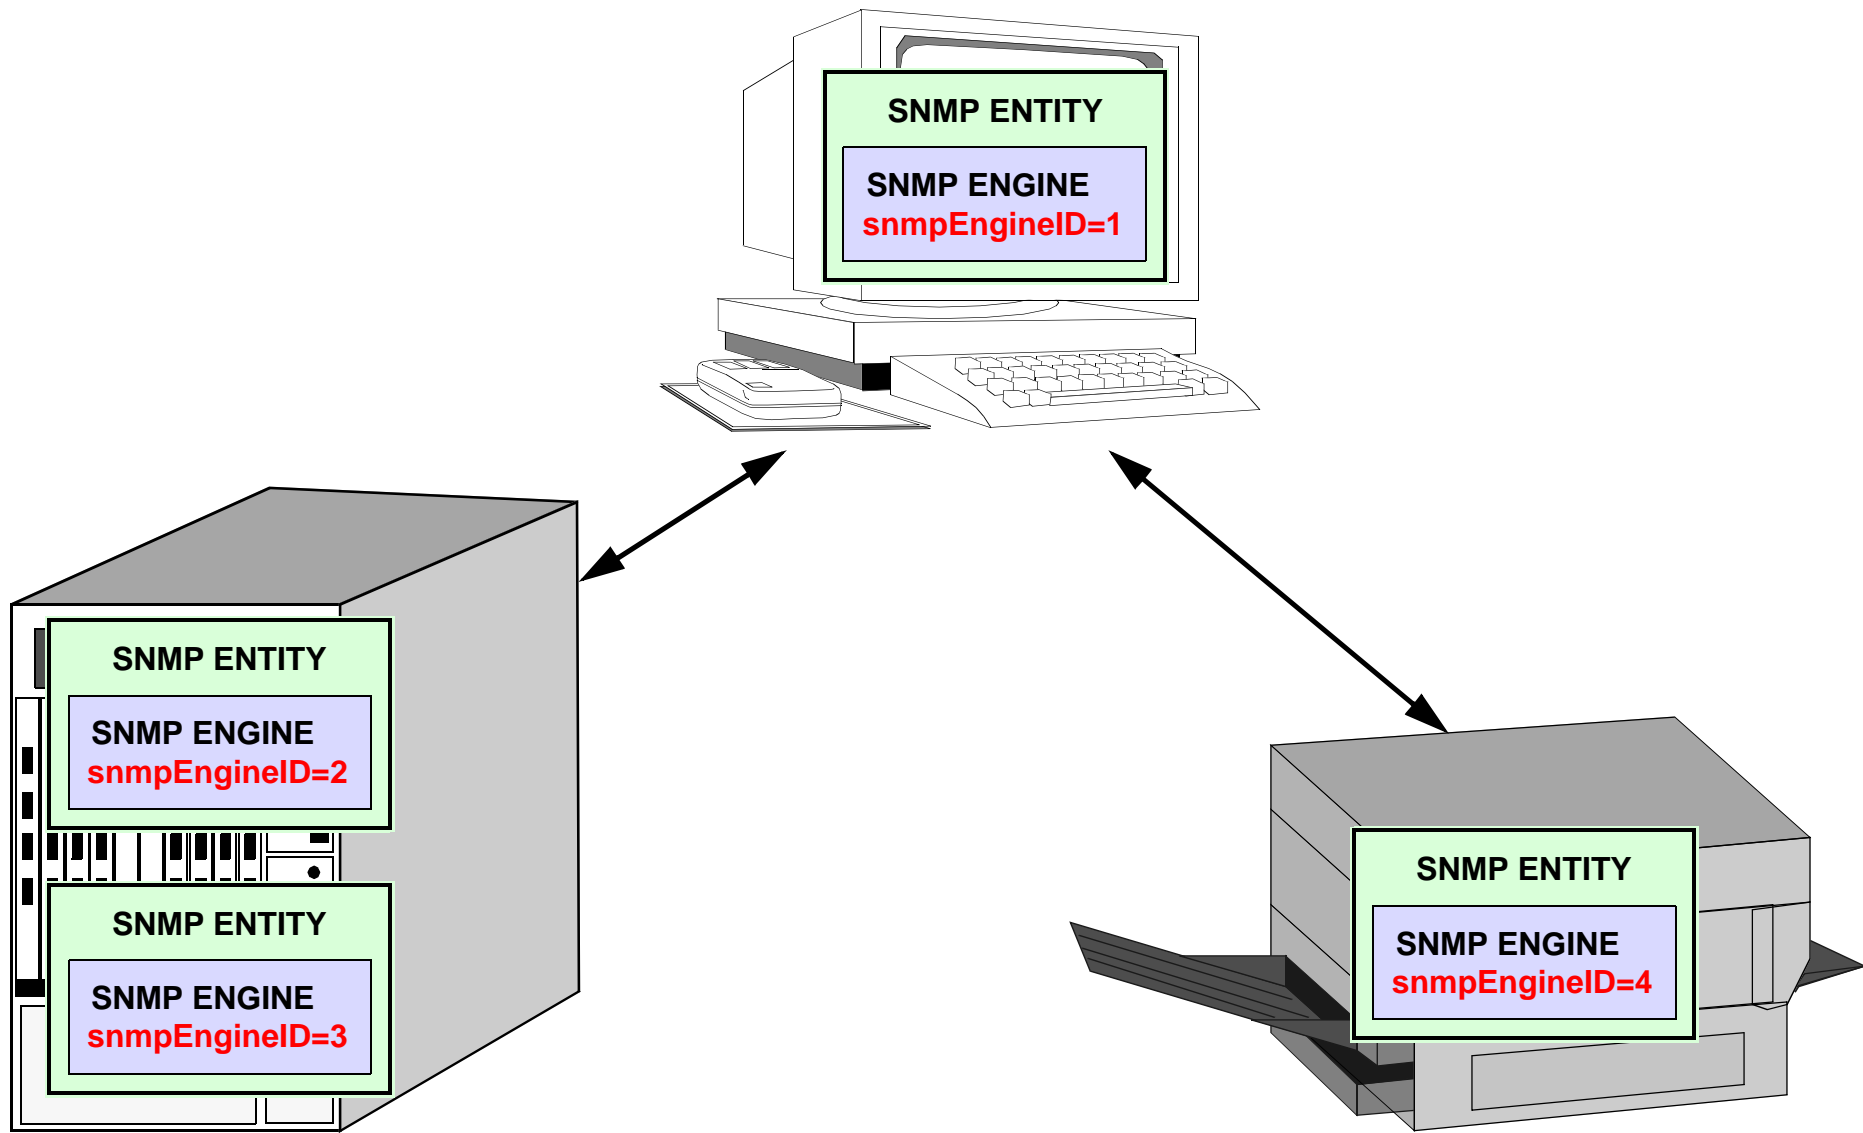 SNMP ENTITY
SNMP ENGINE
snmpEngineID=1
SNMP ENTITY
SNMP ENGINE
snmpEngineID=2
SNMP ENTITY
SNMP ENGINE
snmpEngineID=3
SNMP ENTITY
SNMP ENGINE
snmpEngineID=4